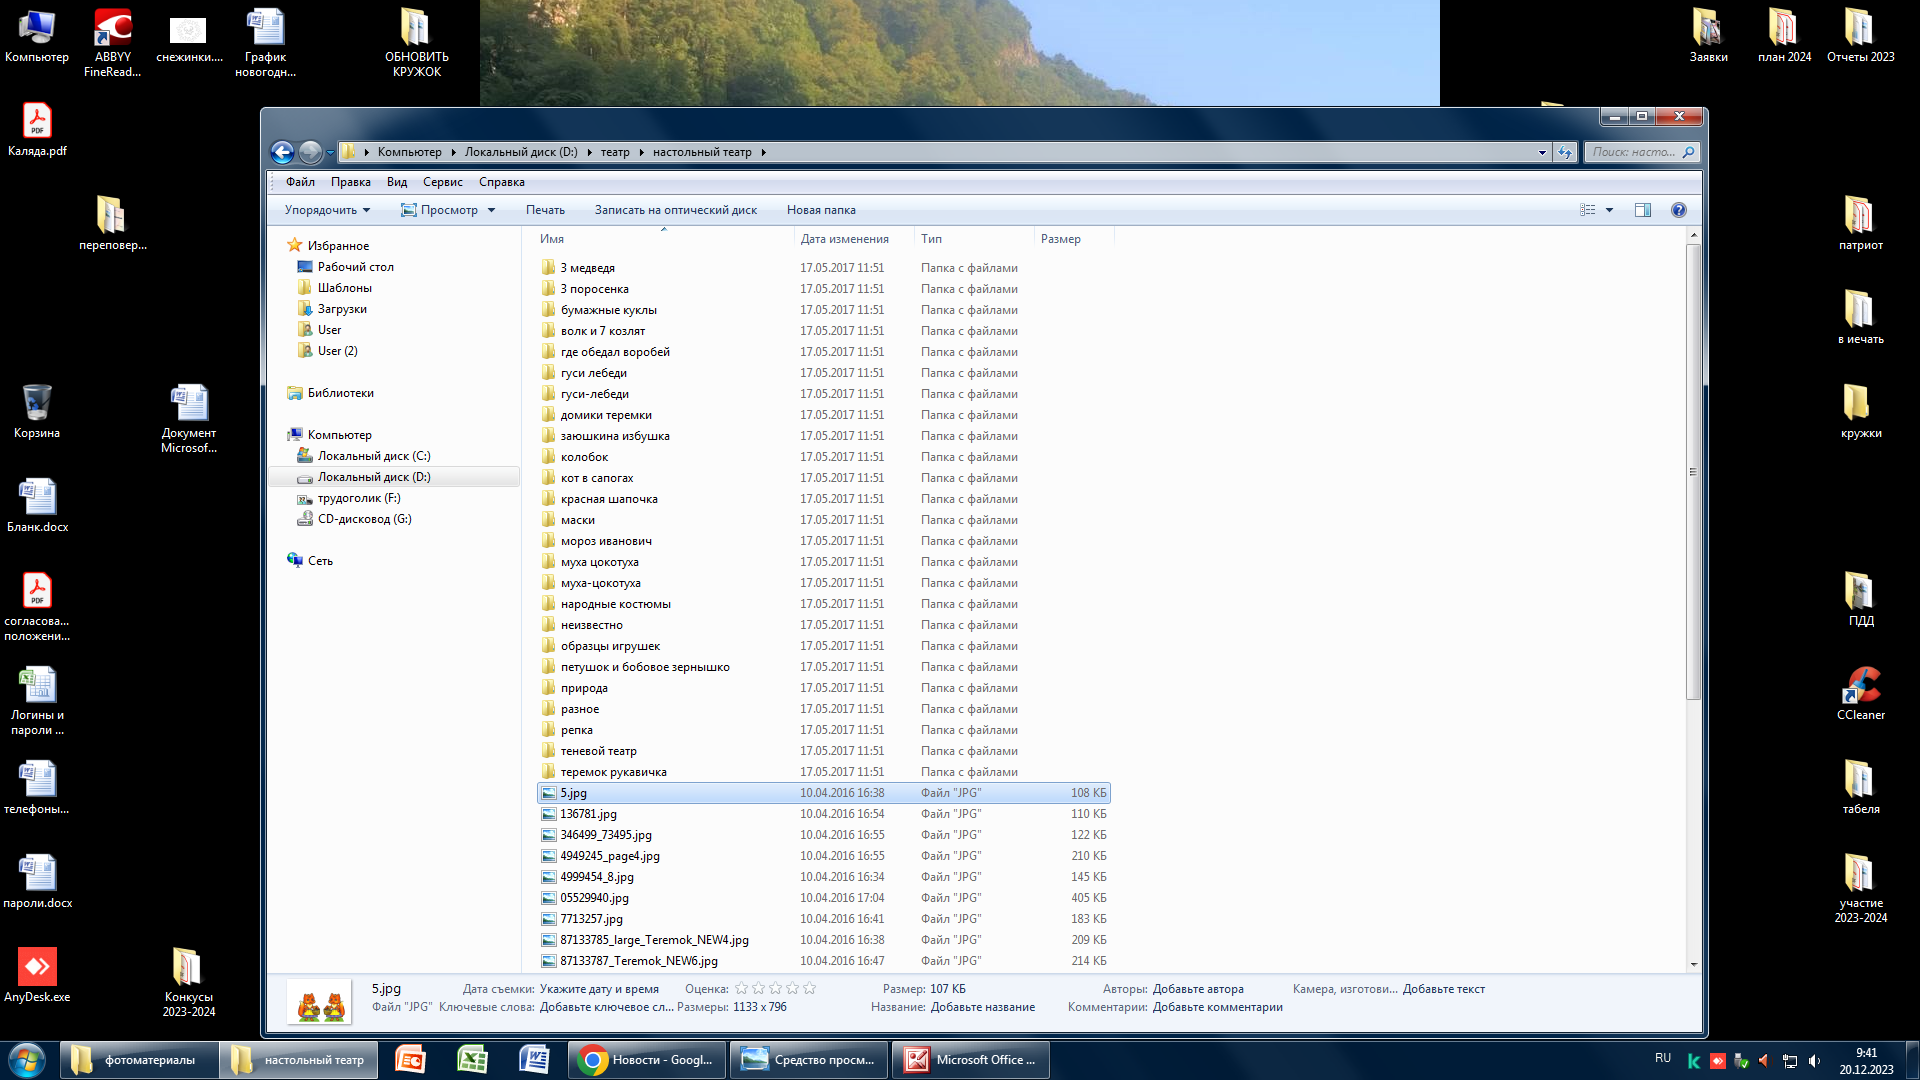 Компьютер
ABBYY
FineRead...
снежинки....
График
новогодн...
ОБНОВИТЬ
КРУЖОК
Заявки
план 2024
Отчеты 2023
Каляда.pdf
переповер...
Корзина
Документ
Microsof...
Бланк.docx
согласова...
положени...
Логины и
пароли ...
телефоны...
пароли.docx
AnyDesk.exe
Конкусы
2023-2024
патриот
в иечать
кружки
ПДД
CCleaner
табеля
участие
2023-2024
Компьютер Локальный диск (D:) театр настольный театр
Поиск: насто...
Файл Правка Вид Сервис Справка
Упорядочить Просмотр Печать Записать на оптический диск Новая папка
Избранное
Рабочий стол
Шаблоны
Загрузки
User
User (2)
Библиотеки
Компьютер
Локальный диск (C:)
Локальный диск (D:)
трудоголик (F:)
CD-дисковод (G:)
Сеть
Имя Дата изменения Тип Размер
3 медведя 17.05.2017 11:51 Папка с файлами
3 поросенка 17.05.2017 11:51 Папка с файлами
бумажные куклы 17.05.2017 11:51 Папка с файлами
волк и 7 козлят 17.05.2017 11:51 Папка с файлами
где обедал воробей 17.05.2017 11:51 Папка с файлами
гуси лебеди 17.05.2017 11:51 Папка с файлами
гуси-лебеди 17.05.2017 11:51 Папка с файлами
домики теремки 17.05.2017 11:51 Папка с файлами
заюшкина избушка 17.05.2017 11:51 Папка с файлами
колобок 17.05.2017 11:51 Папка с файлами
кот в сапогах 17.05.2017 11:51 Папка с файлами
красная шапочка 17.05.2017 11:51 Папка с файлами
маски 17.05.2017 11:51 Папка с файлами
мороз иванович 17.05.2017 11:51 Папка с файлами
муха цокотуха 17.05.2017 11:51 Папка с файлами
муха-цокотуха 17.05.2017 11:51 Папка с файлами
народные костюмы 17.05.2017 11:51 Папка с файлами
неизвестно 17.05.2017 11:51 Папка с файлами
образцы игрушек 17.05.2017 11:51 Папка с файлами
петушок и бобовое зернышко 17.05.2017 11:51 Папка с файлами
природа 17.05.2017 11:51 Папка с файлами
разное 17.05.2017 11:51 Папка с файлами
репка 17.05.2017 11:51 Папка с файлами
теневой театр 17.05.2017 11:51 Папка с файлами
теремок рукавичка 17.05.2017 11:51 Папка с файлами
5.jpg 10.04.2016 16:38 Файл "JPG" 108 КБ
136781.jpg 10.04.2016 16:54 Файл "JPG" 110 КБ
346499_73495.jpg 10.04.2016 16:55 Файл "JPG" 122 КБ
4949245_page4.jpg 10.04.2016 16:55 Файл "JPG" 210 КБ
4999454_8.jpg 10.04.2016 16:34 Файл "JPG" 145 КБ
05529940.jpg 10.04.2016 17:04 Файл "JPG" 405 КБ
7713257.jpg 10.04.2016 16:41 Файл "JPG" 183 КБ
87133785_large_Teremok_NEW4.jpg 10.04.2016 16:38 Файл "JPG" 209 КБ
87133787_Teremok_NEW6.jpg 10.04.2016 16:47 Файл "JPG" 214 КБ
5.jpg Дата съемки: Укажите дату и время Оценка: Размер: 107 КБ Авторы: Добавьте автора Камера, изготови... Добавьте текст
Файл "JPG" Ключевые слова: Добавьте ключевое сл... Размеры: 1133 x 796 Название: Добавьте название Комментарии: Добавьте комментарии
фотоматериалы
настольный театр
Новости - Googl...
Средство просм...
Microsoft Office ...
RU
9:41
20.12.2023